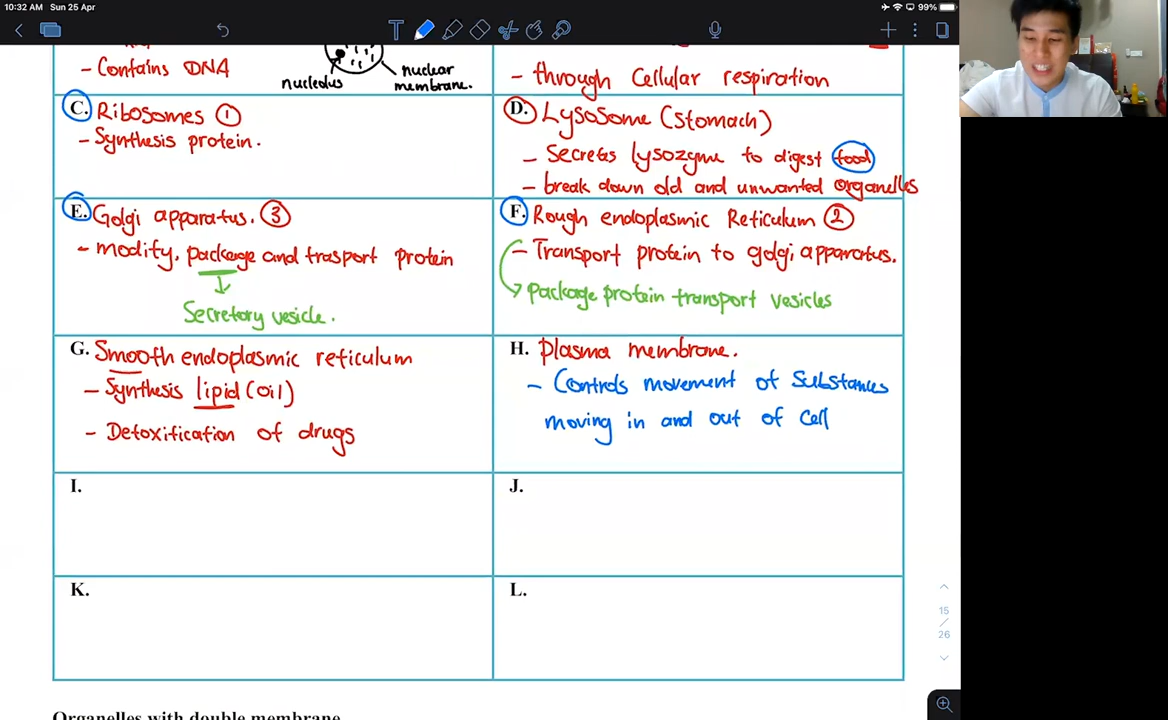 10:32 AM Sun 25 Apr
99%
- Contains DNA
nucleolus
nuclear
membrane.
- through Cellular respiration
C. Ribosomes 1
- Synthesis protein.
D. Lysosome (Stomach)
- Secretes lysozyme to digest food
- break down old and unwanted organelles
E. Golgi apparatus. 3
- modify, package and trasport protein
Secretory vesicle.
F. Rough endoplasmic Reticulum 2
- Transport protein to golgi apparatus.
package protein transport vesicles
G. Smooth endoplasmic reticulum
- Synthesis lipid (oil)
- Detoxification of drugs
H. Plasma membrane.
- Controls movement of Substances
moving in and out of Cell
I.
J.
K.
L.
15
/
26
Organelles with double membrane